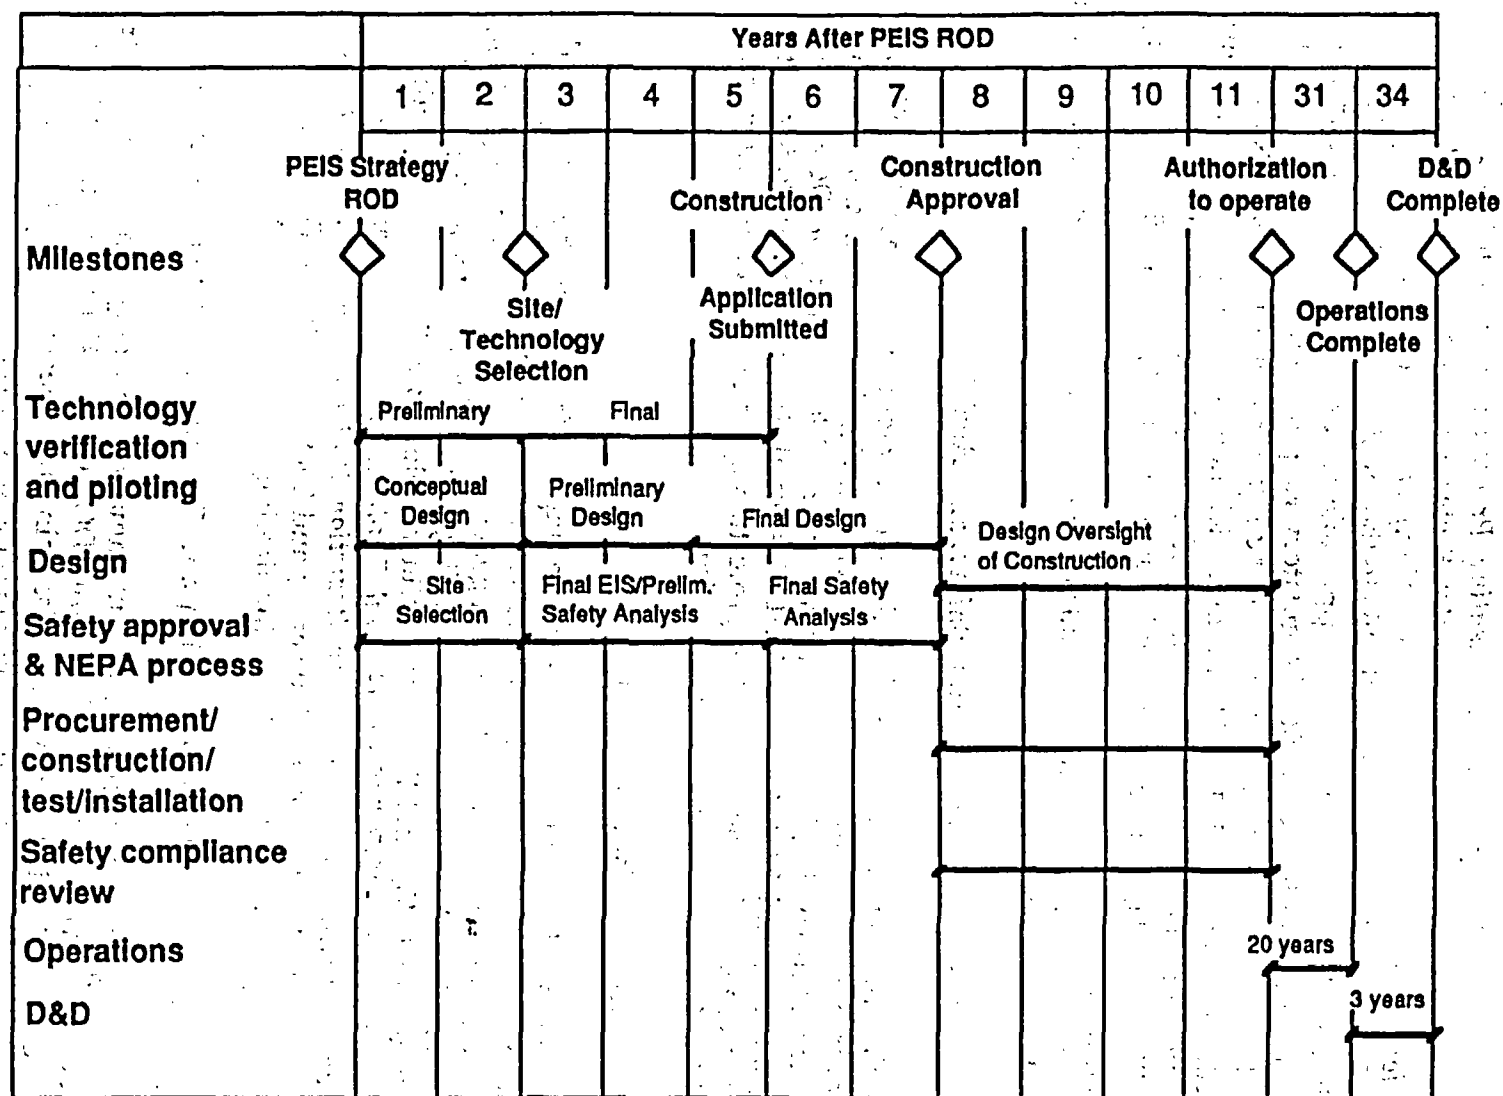 Years After PEIS ROD
1 2 3 4 5 6 7 8 9 10 11 31 34
PEIS Strategy
ROD
Construction
Construction
Approval
Authorization
to operate
D&D
Complete
Milestones
Site/
Technology
Selection
Application
Submitted
Operations
Complete
Technology
verification
and piloting
Preliminary
Final
Conceptual
Design
Preliminary
Design
Final Design
Design Oversight
of Construction
Design
Site
Selection
Final EIS/Prelim.
Safety Analysis
Final Safety
Analysis
Safety approval
& NEPA process
Procurement/
construction/
test/installation
Safety compliance
review
Operations
20 years
D&D
3 years